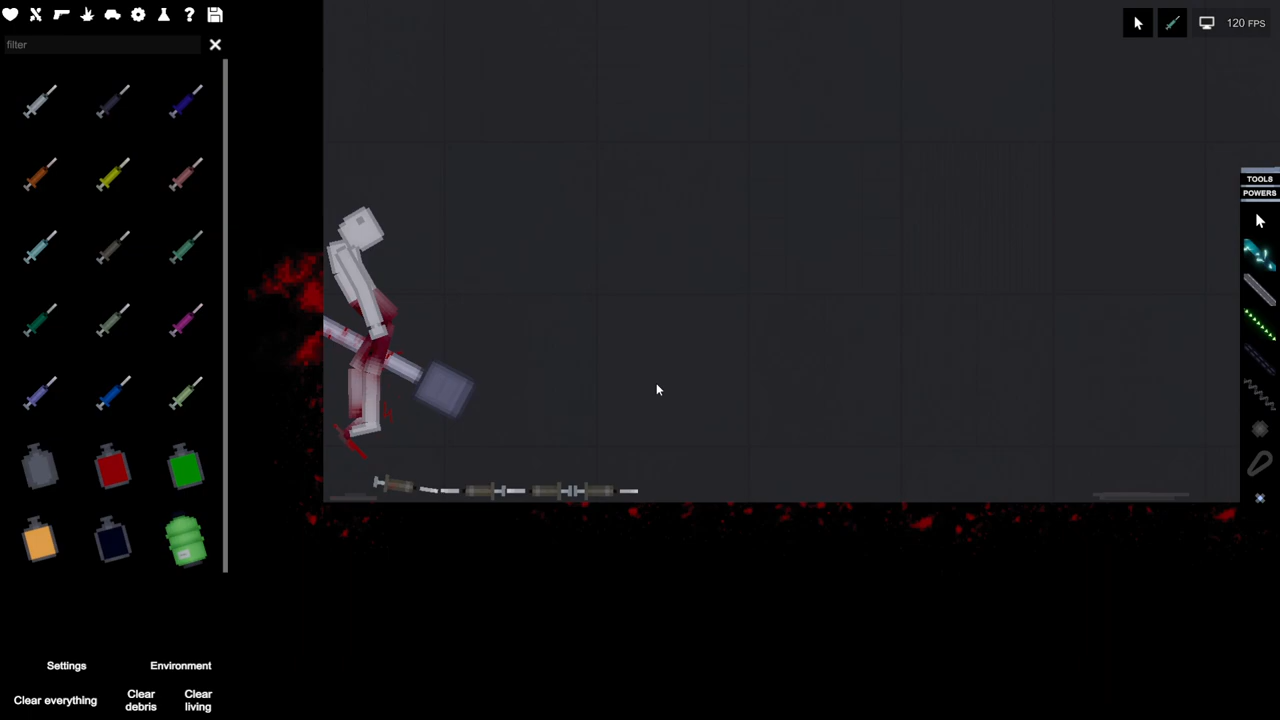 120 FPS
filter
TOOLS
POWERS
Settings
Environment
Clear everything
Clear
debris
Clear
living